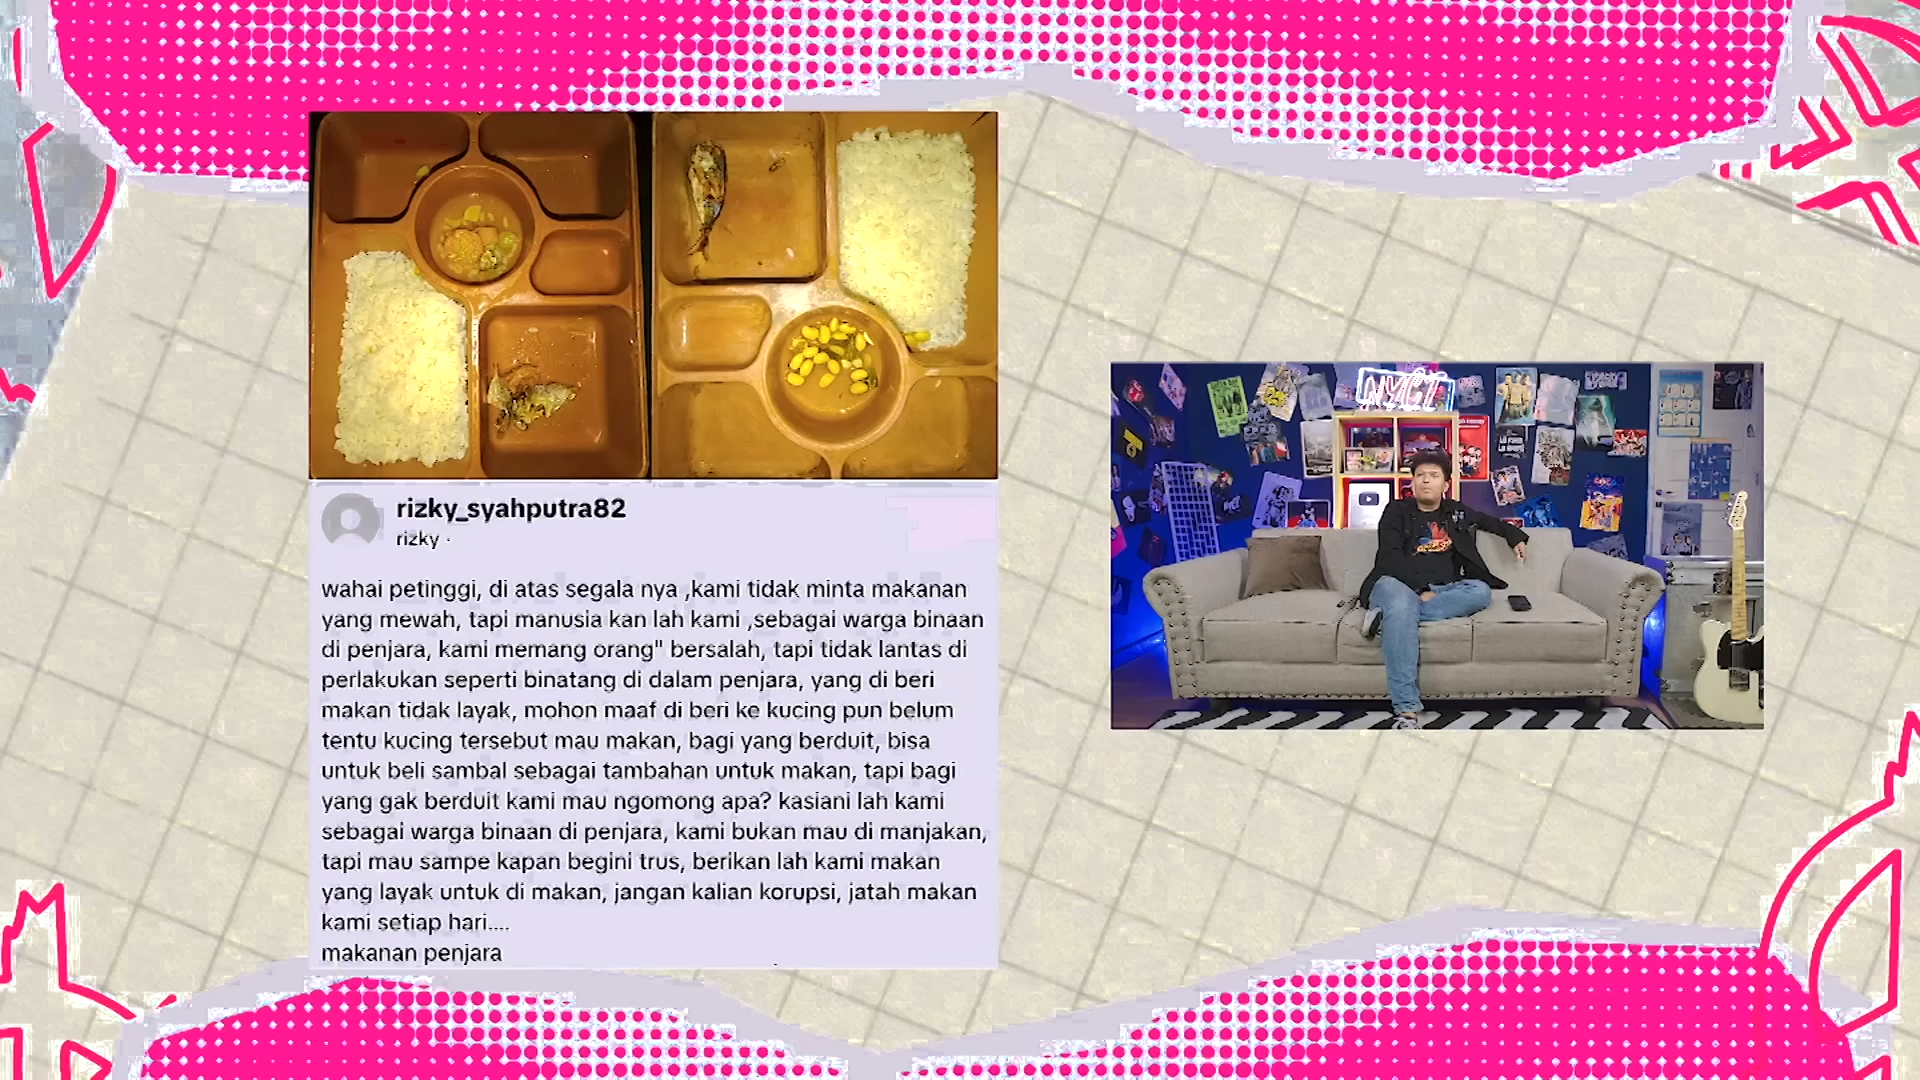 rizky_syahputra82
rizky ·
wahai petinggi, di atas segala nya ,kami tidak minta makanan
yang mewah, tapi manusia kan lah kami ,sebagai warga binaan
di penjara, kami memang orang" bersalah, tapi tidak lantas di
perlakukan seperti binatang di dalam penjara, yang di beri
makan tidak layak, mohon maaf di beri ke kucing pun belum
tentu kucing tersebut mau makan, bagi yang berduit, bisa
untuk beli sambal sebagai tambahan untuk makan, tapi bagi
yang gak berduit kami mau ngomong apa? kasiani lah kami
sebagai warga binaan di penjara, kami bukan mau di manjakan,
tapi mau sampe kapan begini trus, berikan lah kami makan
yang layak untuk di makan, jangan kalian korupsi, jatah makan
kami setiap hari....
makanan penjara